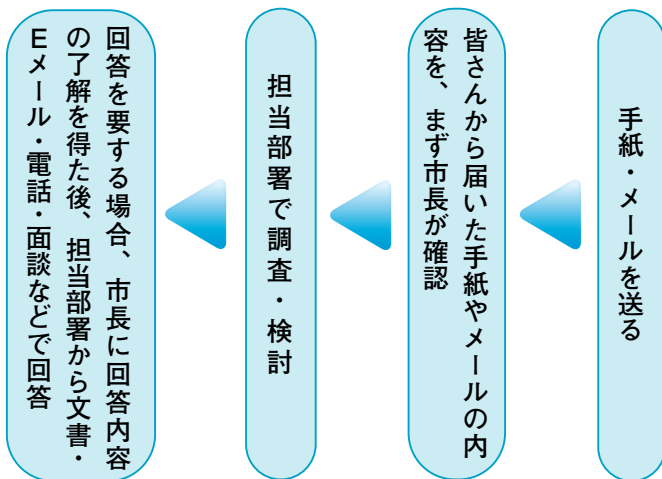 手紙・メールを送る
皆さんから届いた手紙やメールの内
容を、まず市長が確認
担当部署で調査・検討
回答を要する場合、市長に回答内容
の了解を得た後、担当部署から文書・
Eメール・電話・面談などで回答